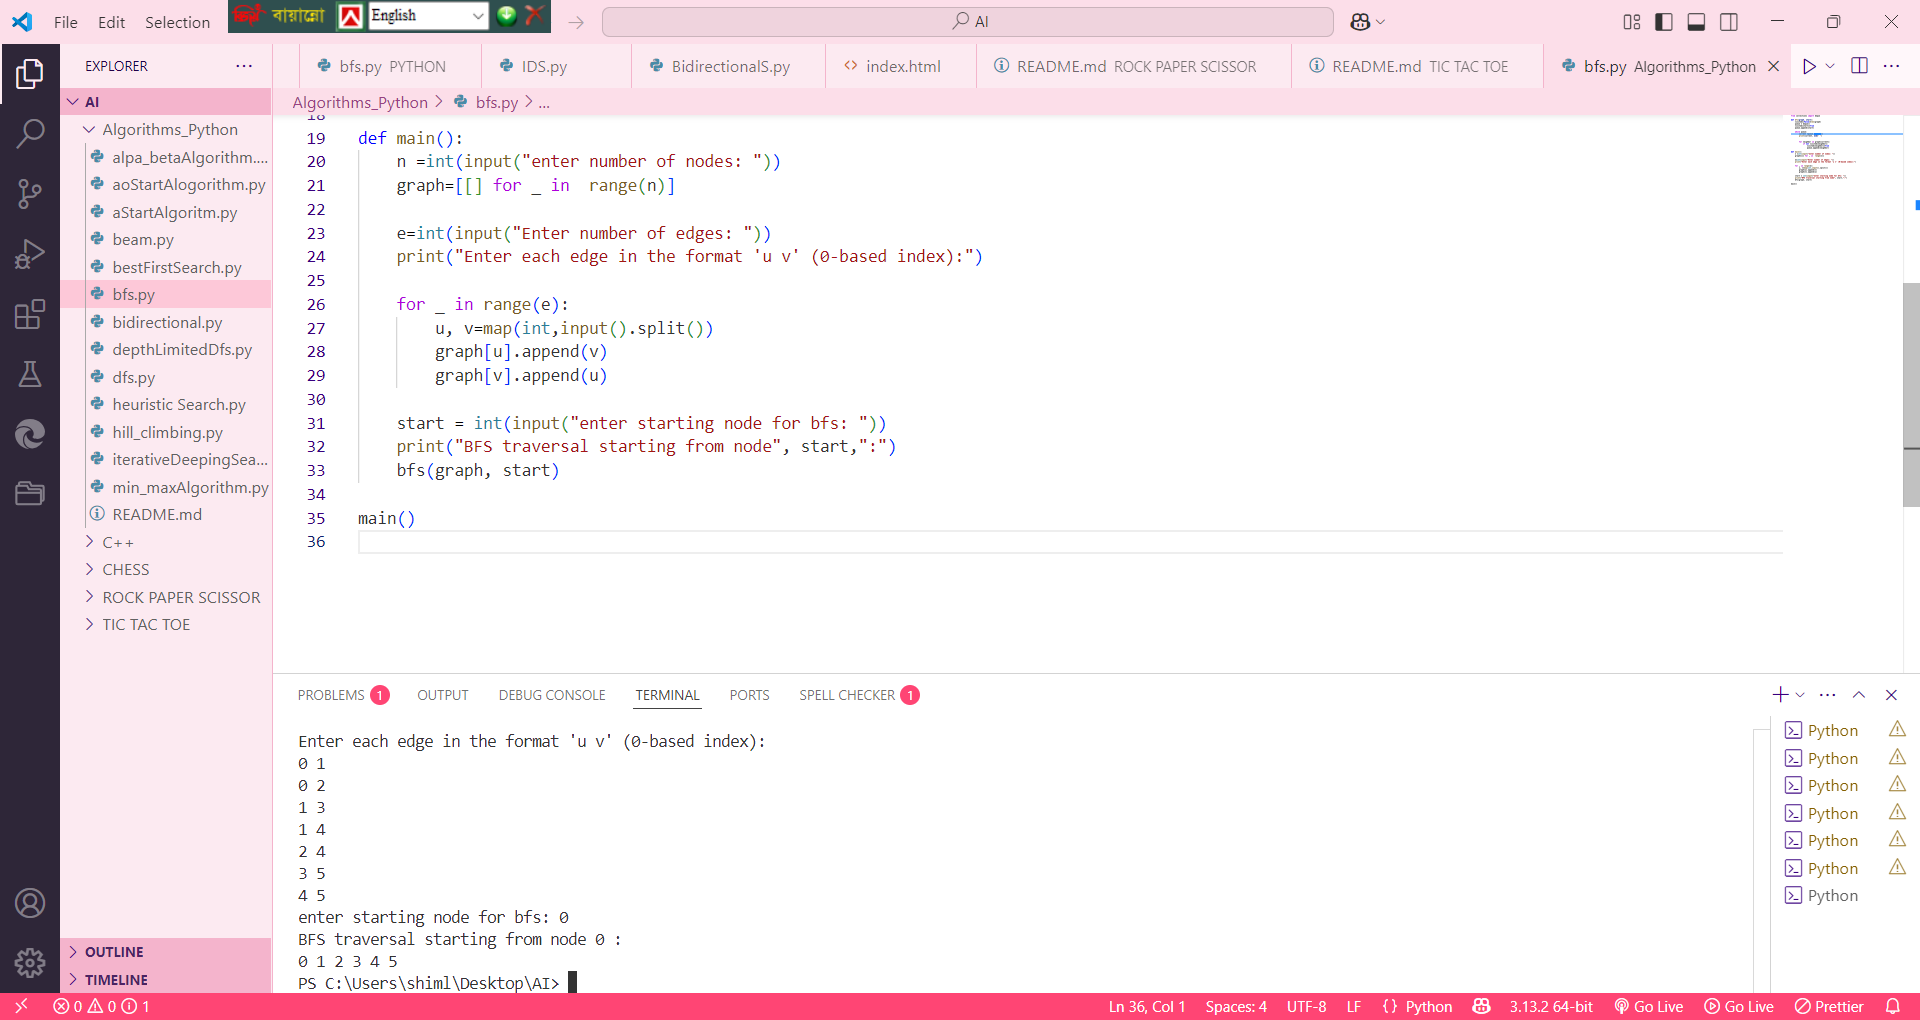 File Edit Selection
বায়ান্নো English
AI
EXPLORER
AI
Algorithms_Python
alpa_betaAlgorithm....
aoStartAlogorithm.py
aStartAlgoritm.py
beam.py
bestFirstSearch.py
bfs.py
bidirectional.py
depthLimitedDfs.py
dfs.py
heuristic Search.py
hill_climbing.py
iterativeDeepingSea...
min_maxAlgorithm.py
README.md
C++
CHESS
ROCK PAPER SCISSOR
TIC TAC TOE
OUTLINE
TIMELINE
bfs.py PYTHON IDS.py BidirectionalS.py index.html README.md ROCK PAPER SCISSOR README.md TIC TAC TOE bfs.py Algorithms_Python
Algorithms_Python > bfs.py > ...
18
19 def main():
20 n =int(input("enter number of nodes: "))
21 graph=[[] for _ in  range(n)]
22
23 e=int(input("Enter number of edges: "))
24 print("Enter each edge in the format 'u v' (0-based index):")
25
26 for _ in range(e):
27 u, v=map(int,input().split())
28 graph[u].append(v)
29 graph[v].append(u)
30
31 start = int(input("enter starting node for bfs: "))
32 print("BFS traversal starting from node", start,":")
33 bfs(graph, start)
34
35 main()
36
PROBLEMS 1 OUTPUT DEBUG CONSOLE TERMINAL PORTS SPELL CHECKER 1
Enter each edge in the format 'u v' (0-based index):
0 1
0 2
1 3
1 4
2 4
3 5
4 5
enter starting node for bfs: 0
BFS traversal starting from node 0 :
0 1 2 3 4 5
PS C:\Users\shiml\Desktop\AI>
Python
Python
Python
Python
Python
Python
Python
0 0 1 Ln 36, Col 1 Spaces: 4 UTF-8 LF {} Python 3.13.2 64-bit Go Live Go Live Prettier